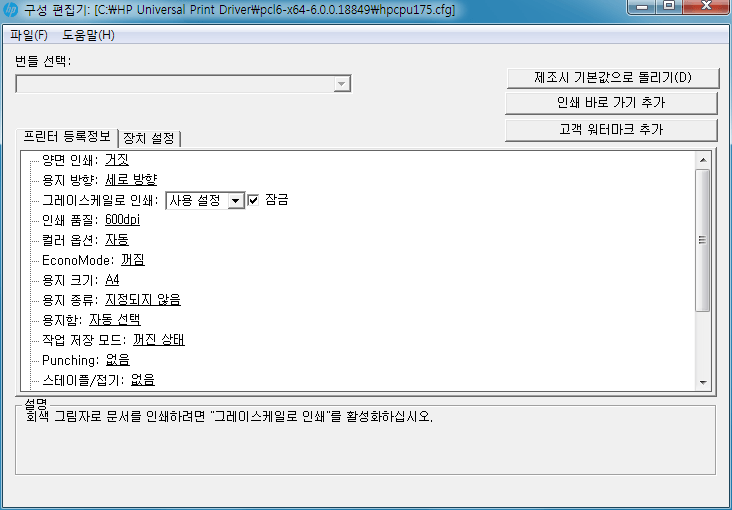 구성 편집기: [C:₩HP Universal Print Driver₩pcl6-x64-6.0.0.18849₩hpcpu175.cfg]
파일(F) 도움말(H)
번들 선택:
제조시 기본값으로 돌리기(D)
인쇄 바로 가기 추가
고객 워터마크 추가
프린터 등록정보 장치 설정
양면 인쇄: 거짓
용지 방향: 세로 방향
그레이스케일로 인쇄: 사용 설정 잠금
인쇄 품질: 600dpi
컬러 옵션: 자동
EconoMode: 꺼짐
용지 크기: A4
용지 종류: 지정되지 않음
용지함: 자동 선택
작업 저장 모드: 꺼진 상태
Punching: 없음
스테이플/접기: 없음
설명
회색 그림자로 문서를 인쇄하려면 "그레이스케일로 인쇄"를 활성화하십시오.